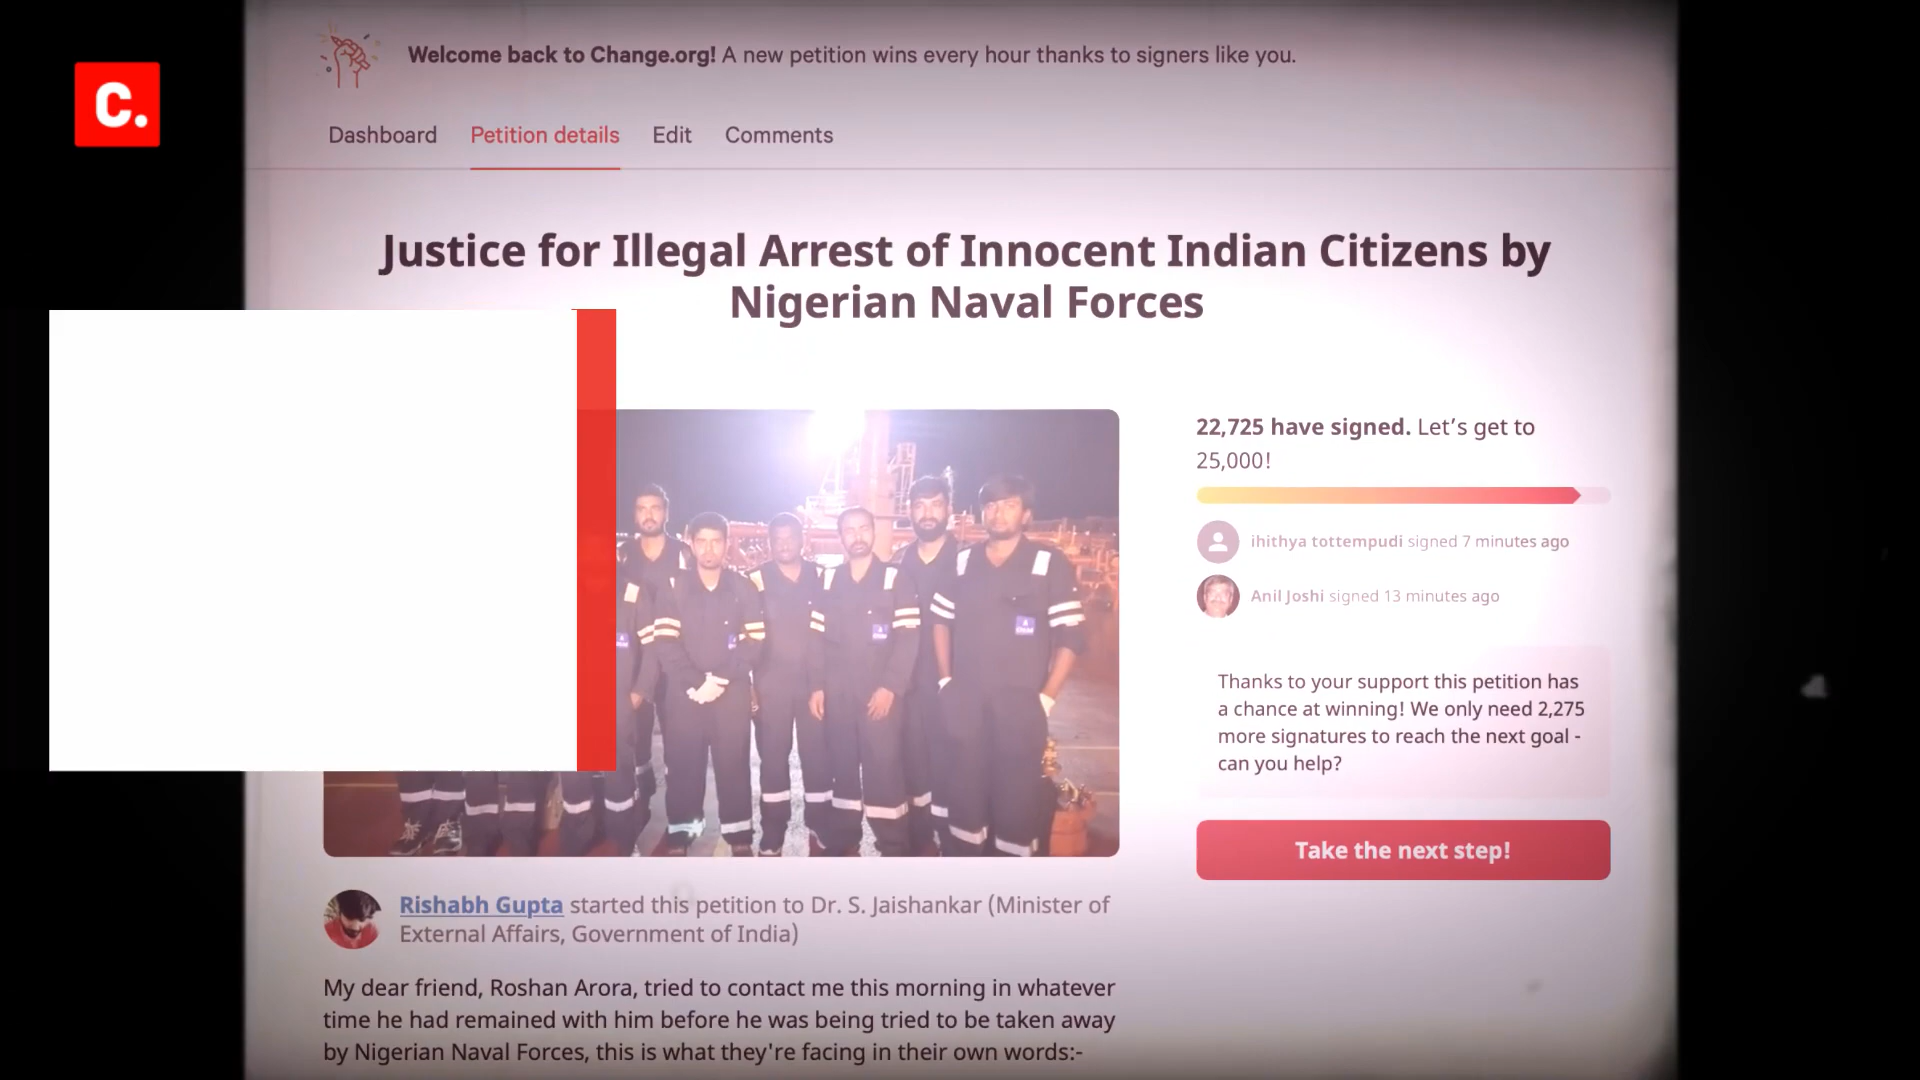 C.
Welcome back to Change.org! A new petition wins every hour thanks to signers like you.
Dashboard Petition details Edit Comments
Justice for Illegal Arrest of Innocent Indian Citizens by
Nigerian Naval Forces
22,725 have signed. Let's get to
25,000!
ihithya tottempudi signed 7 minutes ago
Anil Joshi signed 13 minutes ago
Thanks to your support this petition has
a chance at winning! We only need 2,275
more signatures to reach the next goal -
can you help?
Take the next step!
Rishabh Gupta started this petition to Dr. S. Jaishankar (Minister of
External Affairs, Government of India)
My dear friend, Roshan Arora, tried to contact me this morning in whatever
time he had remained with him before he was being tried to be taken away
by Nigerian Naval Forces, this is what they're facing in their own words:-